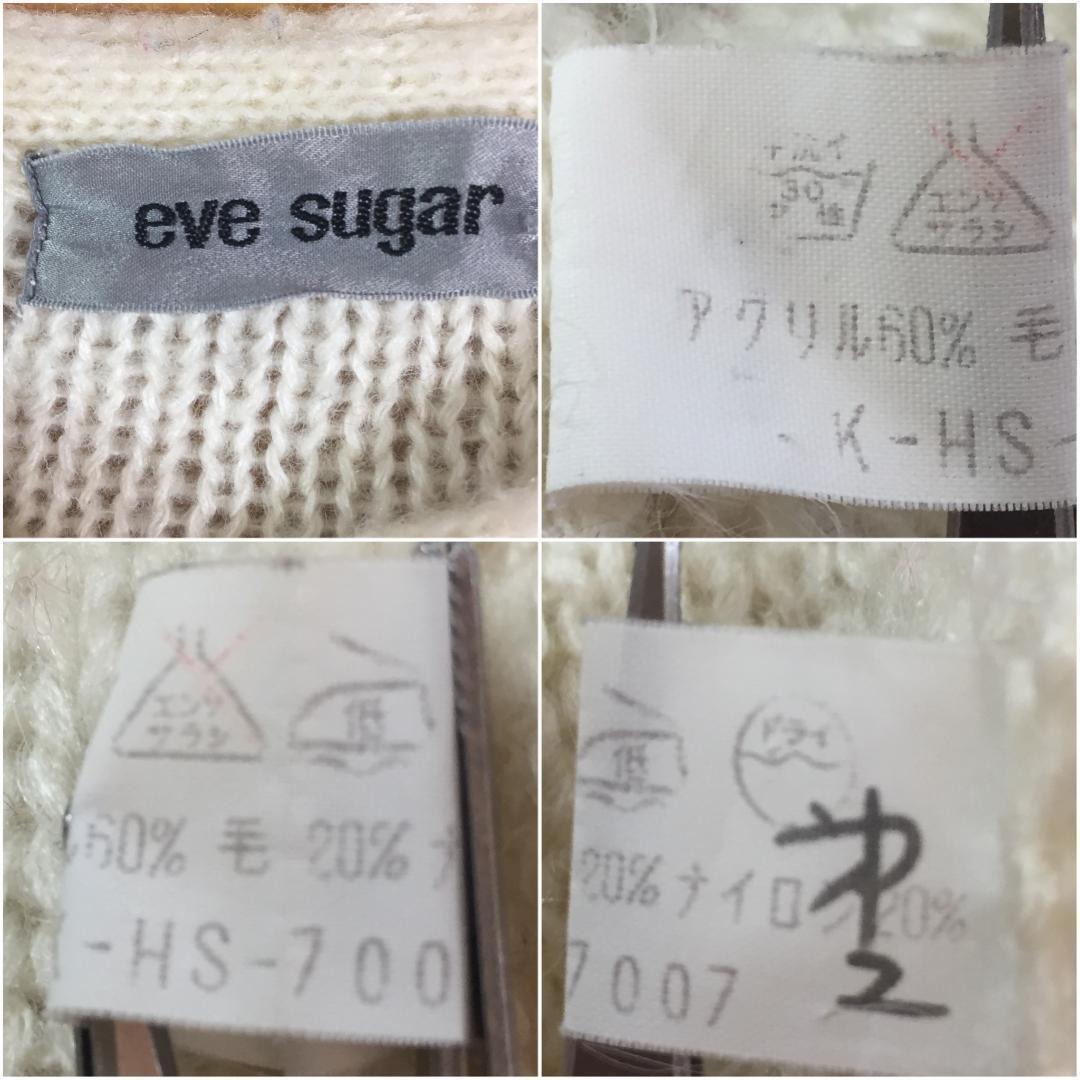 eve sugar
30
エンソ
サラシ
アクリル60% 毛
K-HS-
エンソ
サラシ
低
60% 毛 20% ナ
-HS-700
低
ドライ
20% ナイロン 20%
7007
2